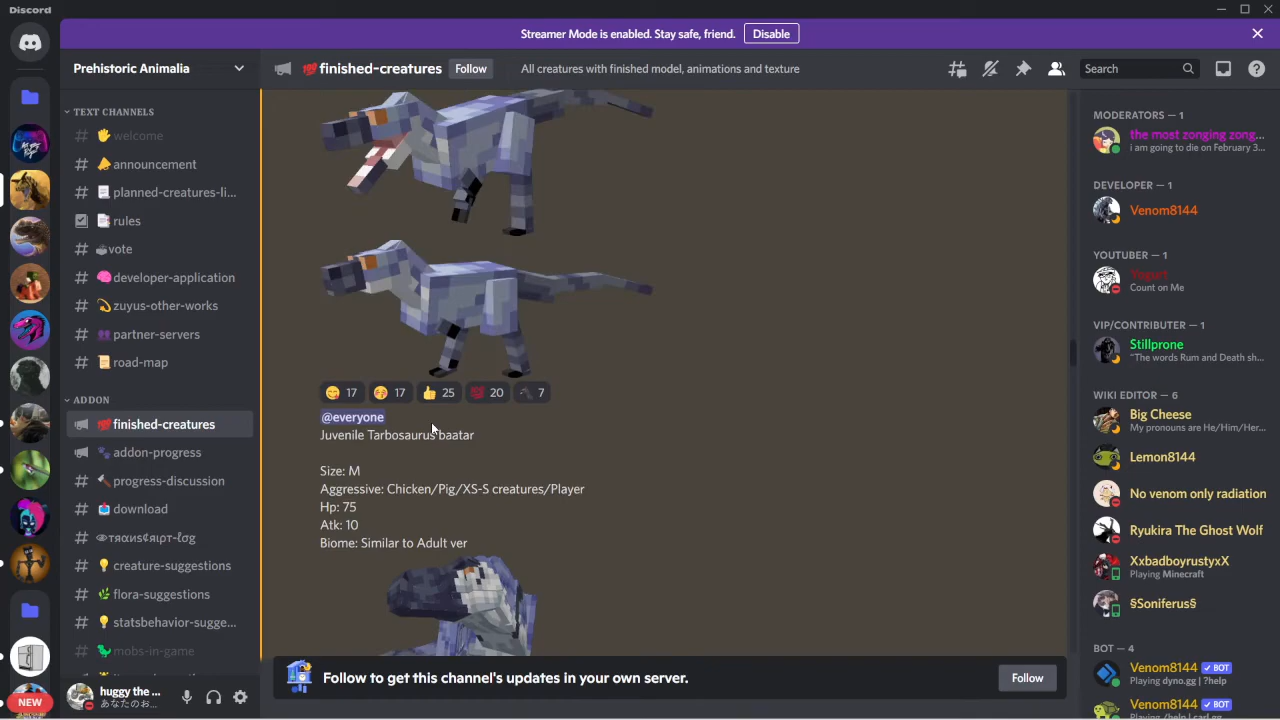 Discord
Streamer Mode is enabled. Stay safe, friend.
Disable
Prehistoric Animalia
finished-creatures
Follow
All creatures with finished model, animations and texture
Search
TEXT CHANNELS
welcome
announcement
planned-creatures-li...
rules
vote
developer-application
zuyus-other-works
partner-servers
road-map
ADDON
finished-creatures
addon-progress
progress-discussion
download
creature-suggestions
flora-suggestions
statsbehavior-sugge...
mobs-in-game
NEW
huggy the ...
あなたのお...
17
17
25
20
7
@everyone
Juvenile Tarbosaurus baatar
Size: M
Aggressive: Chicken/Pig/XS-S creatures/Player
Hp: 75
Atk: 10
Biome: Similar to Adult ver
Follow to get this channel's updates in your own server.
Follow
MODERATORS — 1
the most zonging zong...
i am going to die on February 3...
DEVELOPER — 1
Venom8144
YOUTUBER — 1
Yogurt
Count on Me
VIP/CONTRIBUTER — 1
Stillprone
"The words Rum and Death sh...
WIKI EDITOR — 6
Big Cheese
My pronouns are He/Him/Her...
Lemon8144
No venom only radiation
Ryukira The Ghost Wolf
XxbadboyrustyxX
Playing Minecraft
§Soniferus§
BOT — 4
Venom8144 BOT
Playing dyno.gg | ?help
Venom8144 BOT
Playing /help | carl.gg